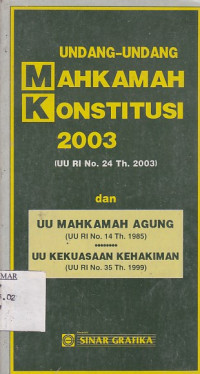 UNDANG-UNDANG
MAHKAMAH
KONSTITUSI
2003
(UU RI No. 24 Th. 2003)
dan
UU MAHKAMAH AGUNG
(UU RI No. 14 Th. 1985)
UU KEKUASAAN KEHAKIMAN
(UU RI No. 35 Th. 1999)
MAR
SINAR GRAFIKA